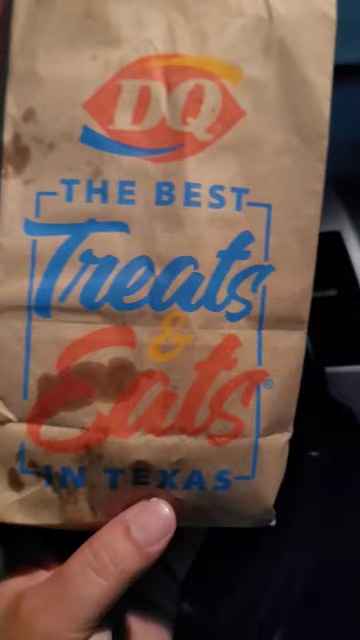 DQ
THE BEST
Treats
&
Eats®
IN TEXAS